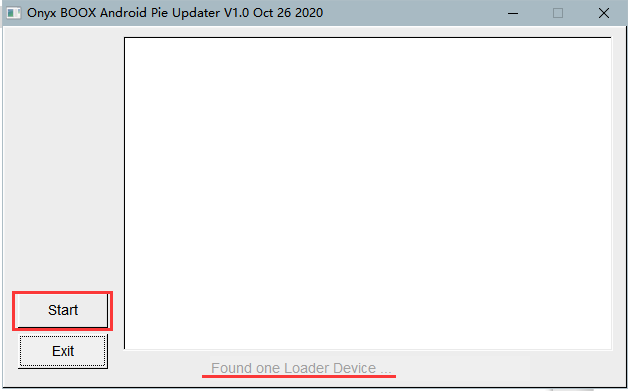 Onyx BOOX Android Pie Updater V1.0 Oct 26 2020
Start
Exit
Found one Loader Device ...